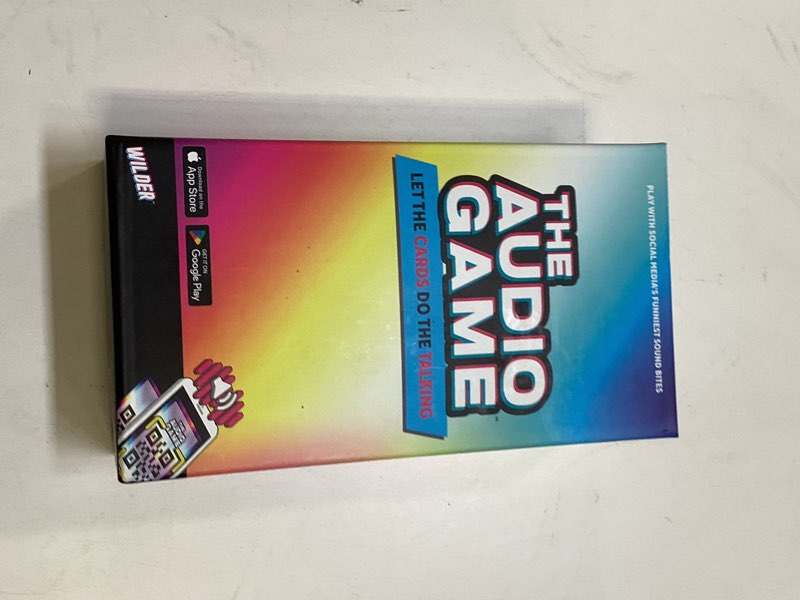 PLAY WITH SOCIAL MEDIA'S FUNNIEST SOUND BITES
THE
AUDIO
GAME™
LET THE CARDS DO THE TALKING
Download on the
App Store
GET IT ON
Google Play
WILDER